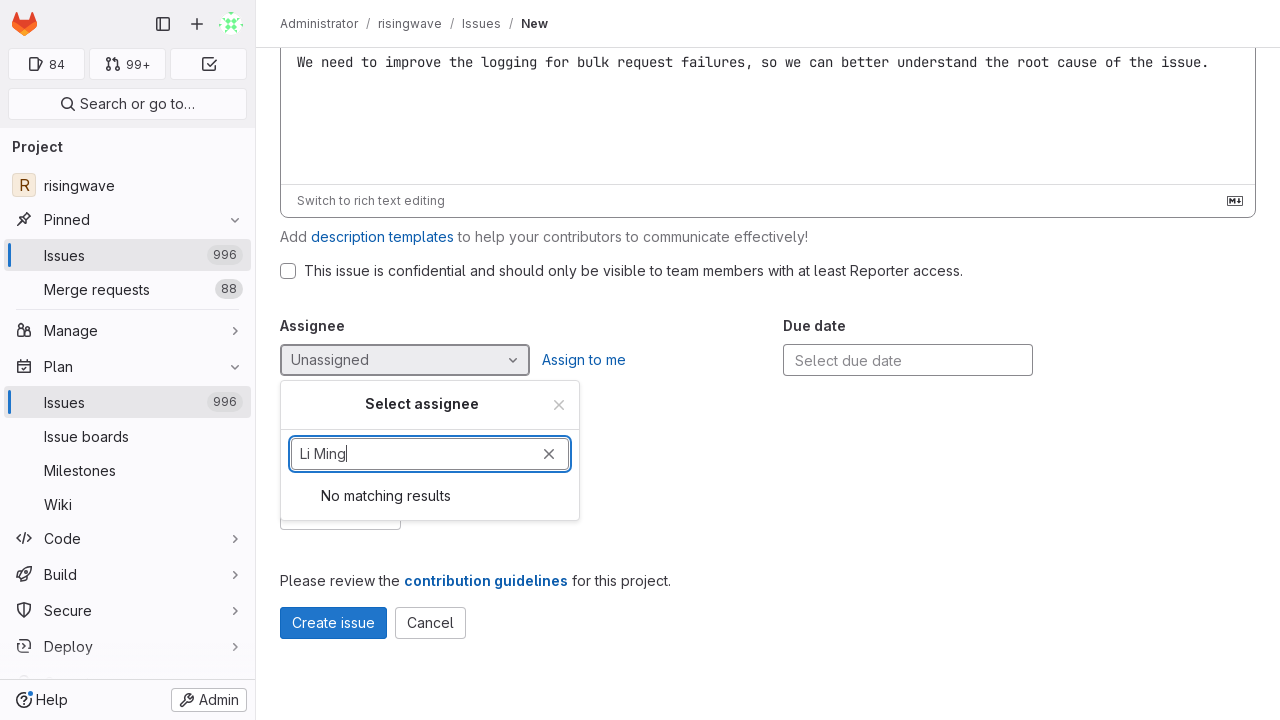 Administrator / risingwave / Issues / New
84
99+
Search or go to…
Project
R risingwave
Pinned
Issues 996
Merge requests 88
Manage
Plan
Issues 996
Issue boards
Milestones
Wiki
Code
Build
Secure
Deploy
Help
Admin
We need to improve the logging for bulk request failures, so we can better understand the root cause of the issue.
Switch to rich text editing
Add description templates to help your contributors to communicate effectively!
This issue is confidential and should only be visible to team members with at least Reporter access.
Assignee
Unassigned
Assign to me
Due date
Select due date
Select assignee
Li Ming
No matching results
Please review the contribution guidelines for this project.
Create issue
Cancel